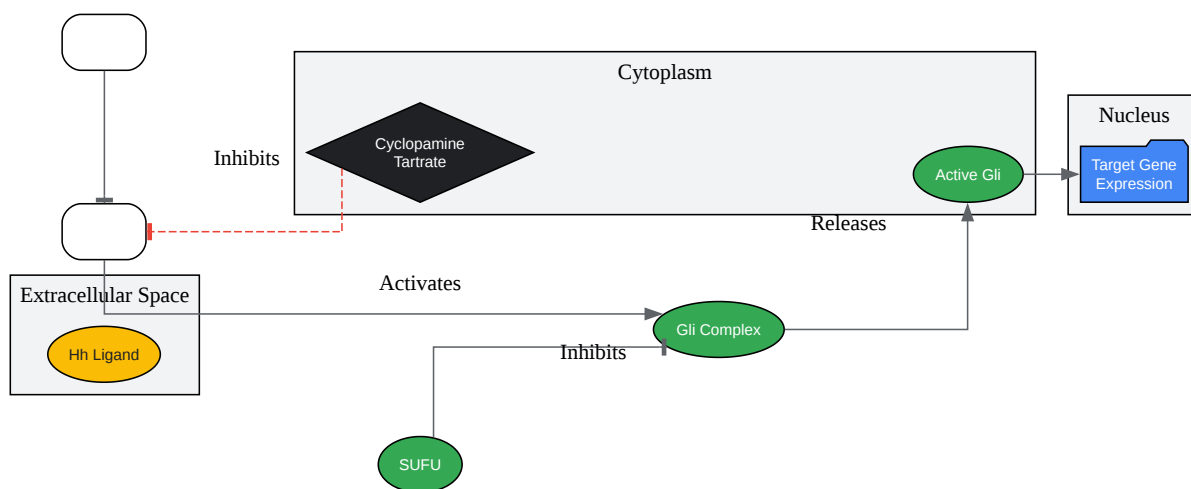 Cytoplasm
Nucleus
Cyclopamine
Tartrate
Inhibits
Target Gene
Expression
Active Gli
Releases
Extracellular Space
Activates
Gli Complex
Hh Ligand
Inhibits
SUFU